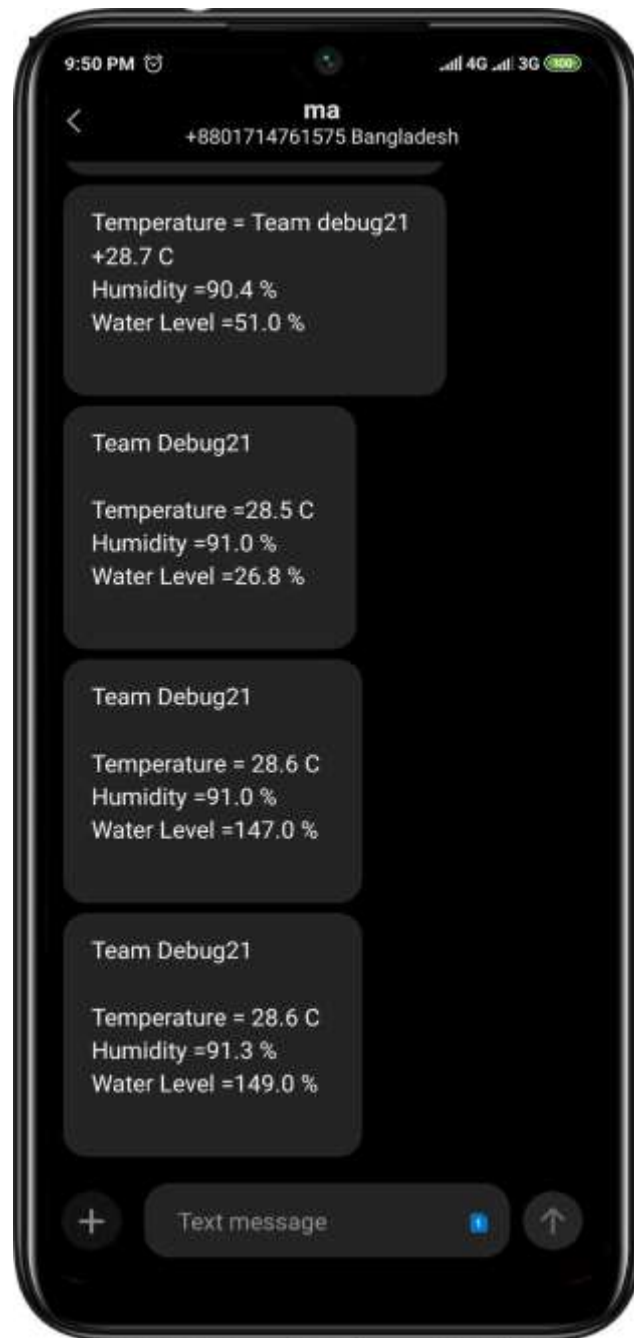 9:50 PM
4G 3G 100
ma
+8801714761575 Bangladesh
Temperature = Team debug21
+28.7 C
Humidity =90.4 %
Water Level =51.0 %
Team Debug21
Temperature =28.5 C
Humidity =91.0 %
Water Level =26.8 %
Team Debug21
Temperature = 28.6 C
Humidity =91.0 %
Water Level =147.0 %
Team Debug21
Temperature = 28.6 C
Humidity =91.3 %
Water Level =149.0 %
Text message
1